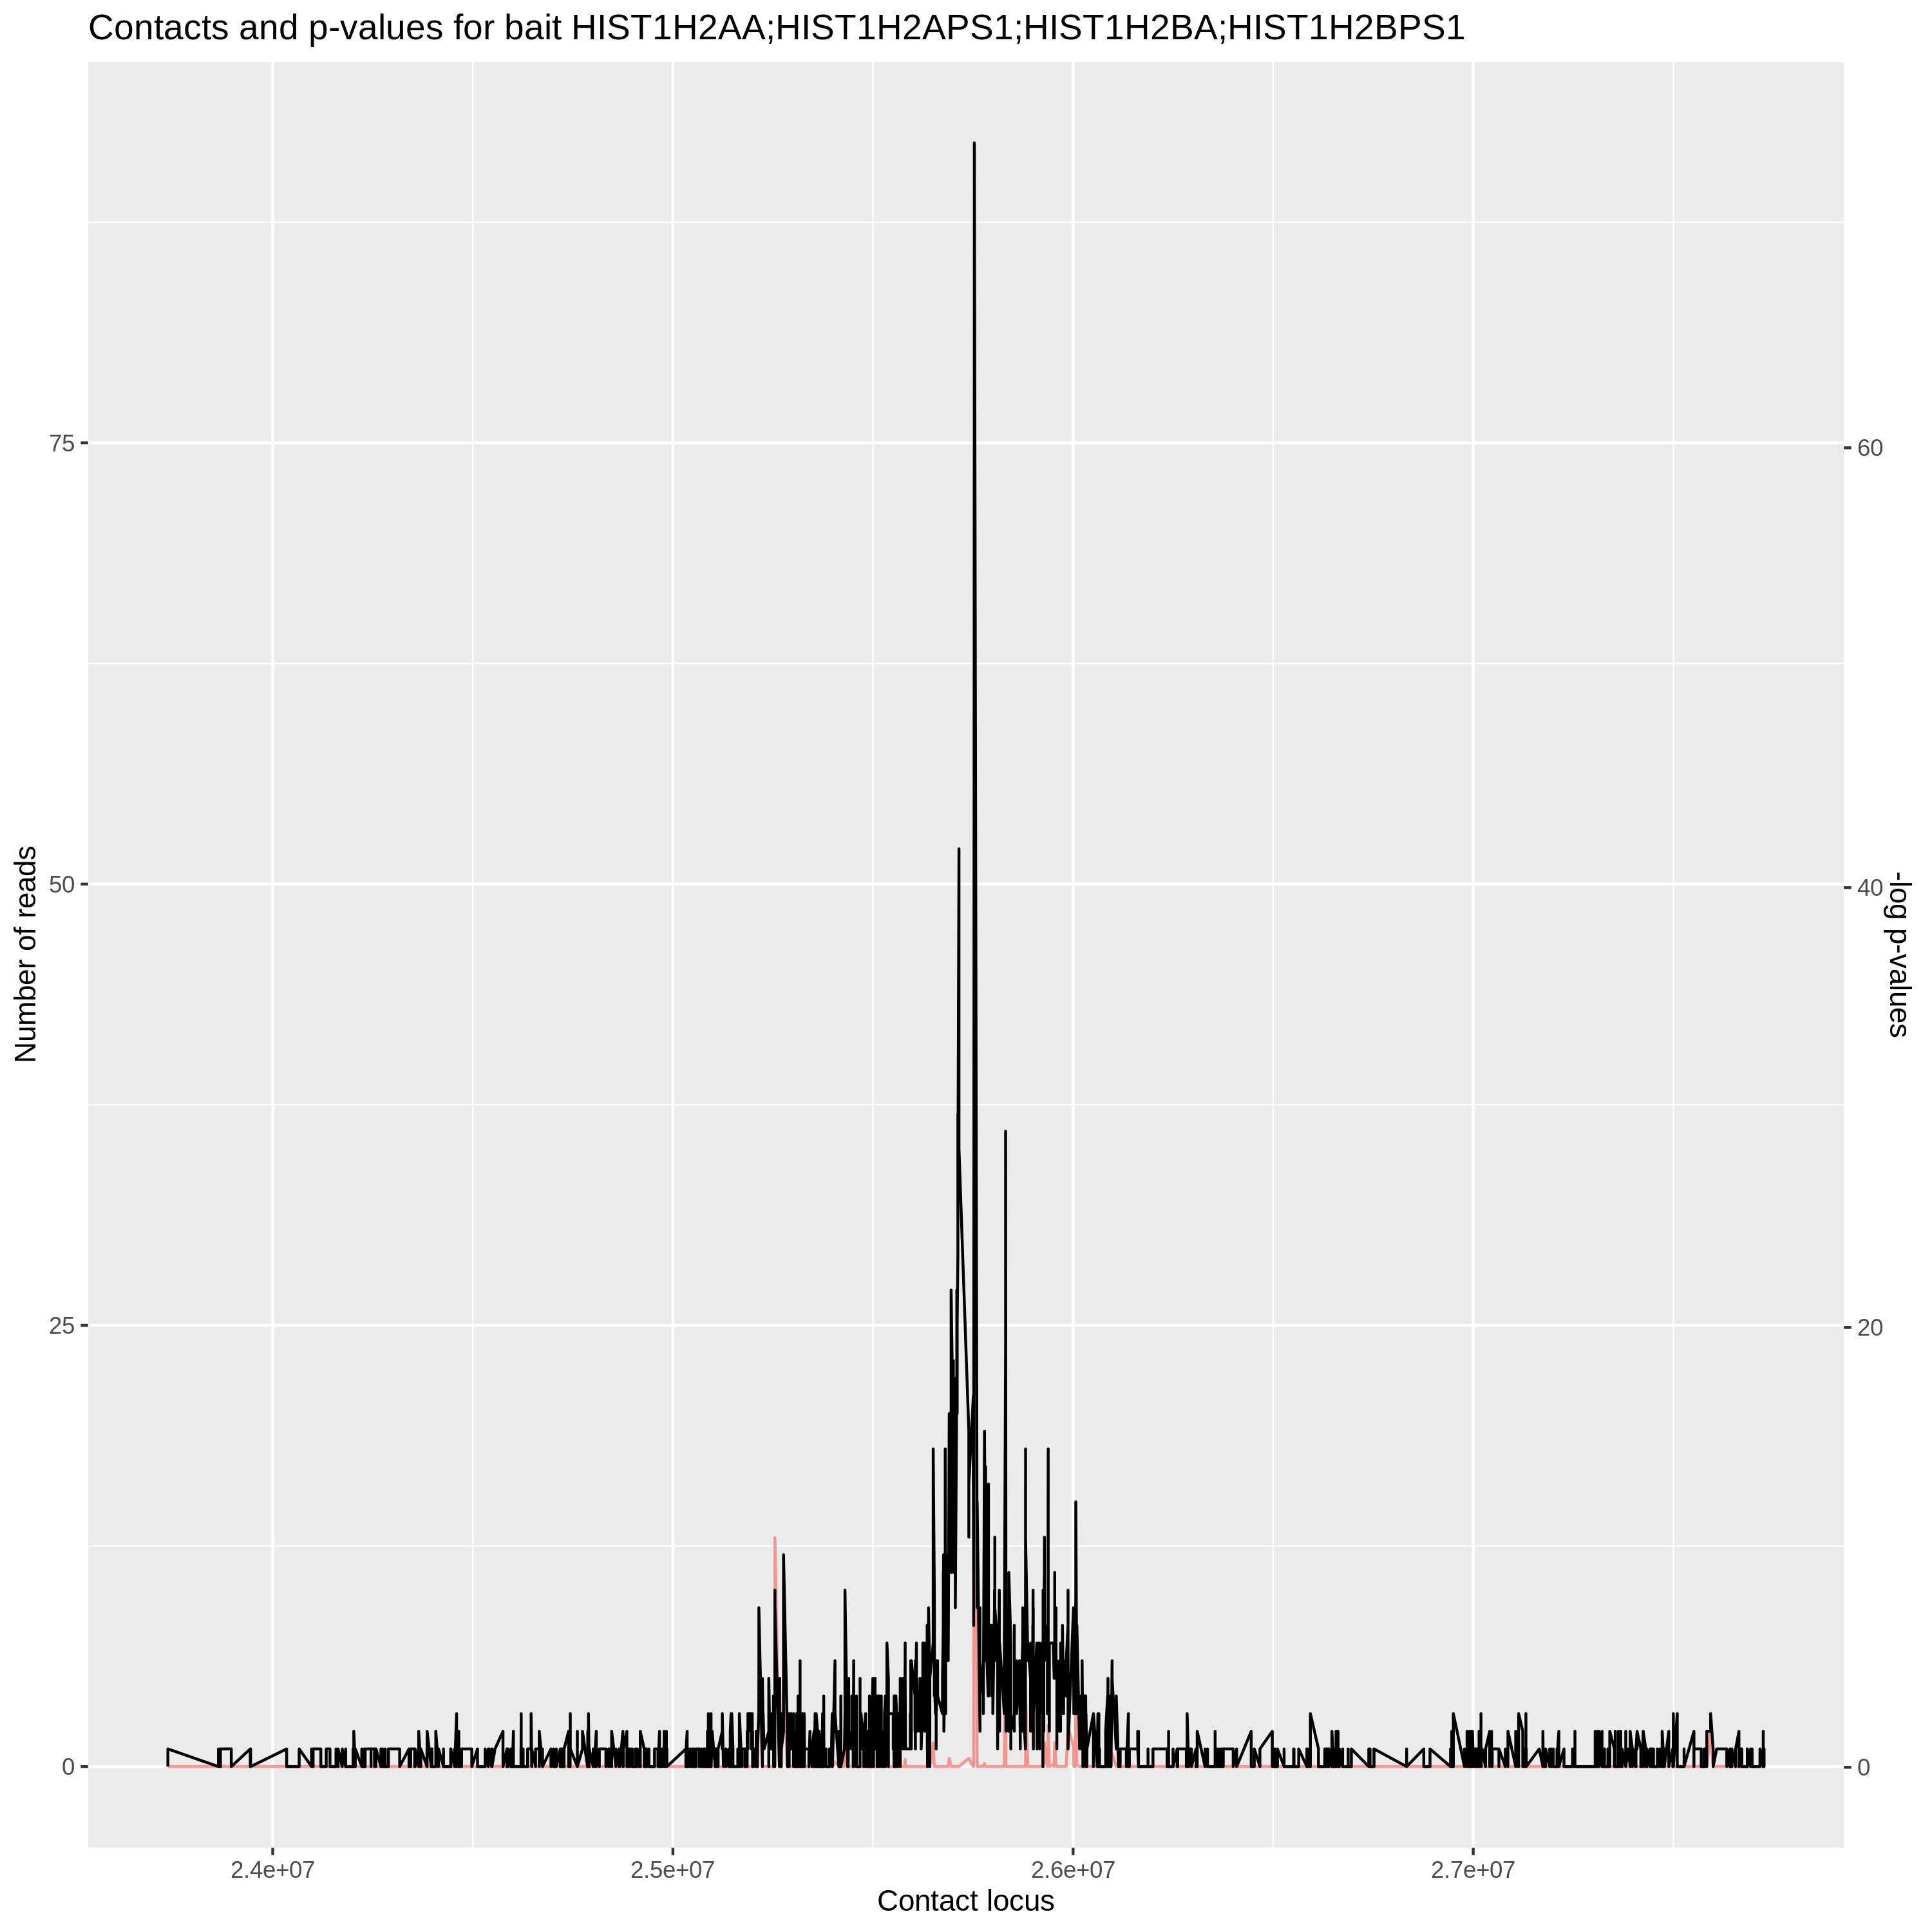 Contacts and p-values for bait HIST1H2AA;HIST1H2APS1;HIST1H2BA;HIST1H2BPS1
Number of reads
75
50
25
0
60
40
20
0
-log p-values
2.4e+07 2.5e+07 2.6e+07 2.7e+07
Contact locus